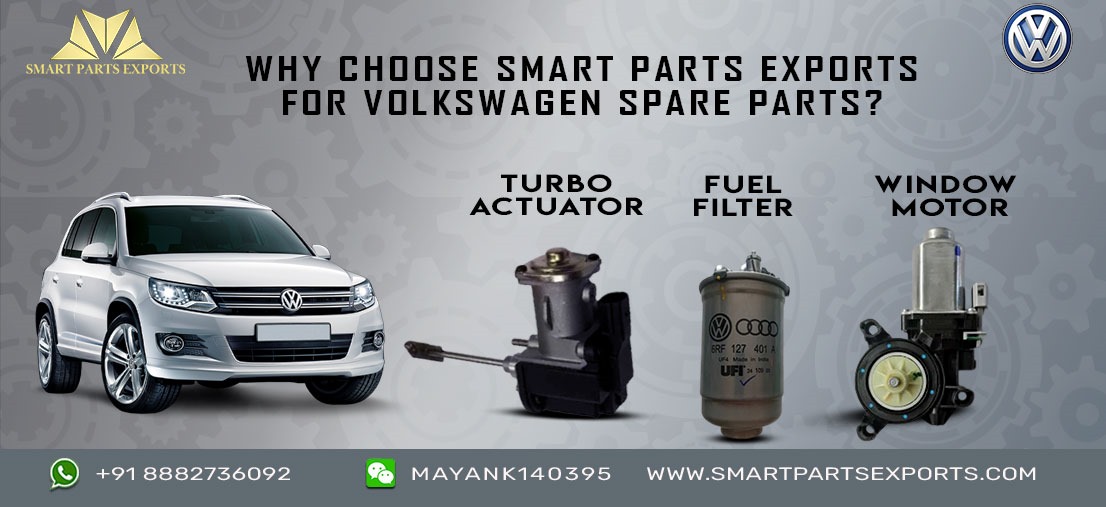 SMART PARTS EXPORTS
WHY CHOOSE SMART PARTS EXPORTS
FOR VOLKSWAGEN SPARE PARTS?
TURBO
ACTUATOR
FUEL
FILTER
WINDOW
MOTOR
6RF 127 401 A
Made in India
UFI
+91 8882736092
MAYANK140395
WWW.SMARTPARTSEXPORTS.COM